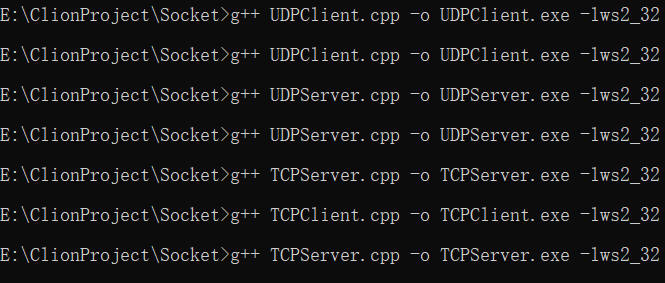 E:\ClionProject\Socket>g++ UDPClient.cpp -o UDPClient.exe -lws2_32
E:\ClionProject\Socket>g++ UDPClient.cpp -o UDPClient.exe -lws2_32
E:\ClionProject\Socket>g++ UDPServer.cpp -o UDPServer.exe -lws2_32
E:\ClionProject\Socket>g++ UDPServer.cpp -o UDPServer.exe -lws2_32
E:\ClionProject\Socket>g++ TCPServer.cpp -o TCPServer.exe -lws2_32
E:\ClionProject\Socket>g++ TCPClient.cpp -o TCPClient.exe -lws2_32
E:\ClionProject\Socket>g++ TCPServer.cpp -o TCPServer.exe -lws2_32